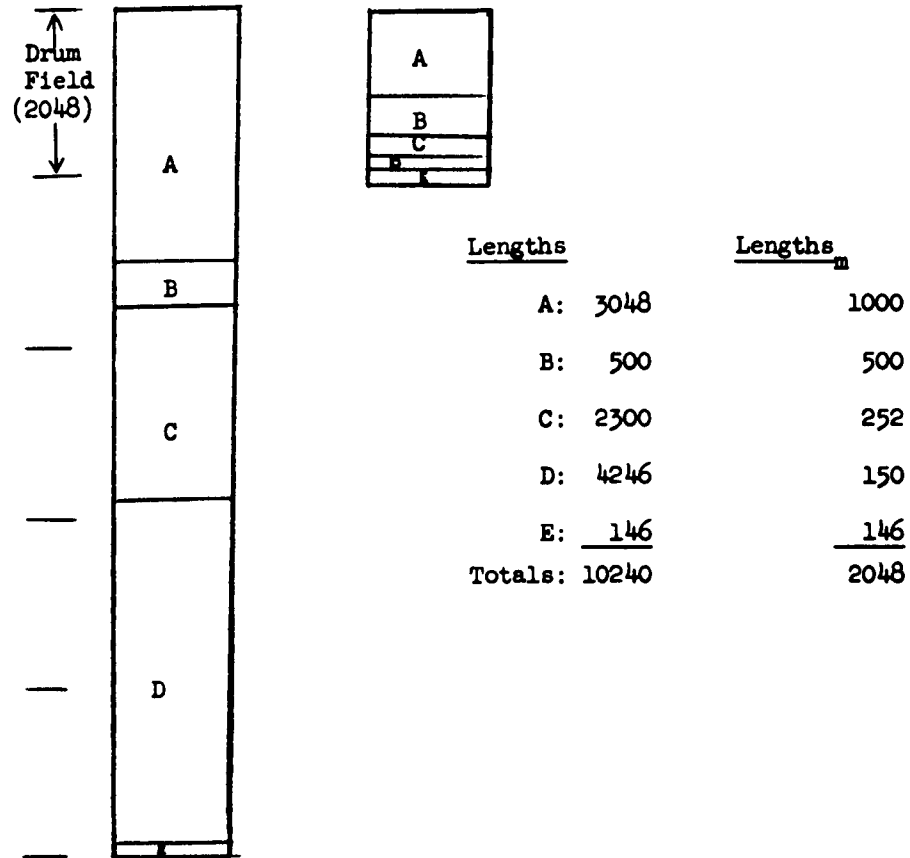 Drum
Field
(2048)
A
B
C
D
A
B
C
D
Lengths Lengths m
A: 3048 1000
B: 500 500
C: 2300 252
D: 4246 150
E: 146 146
Totals: 10240 2048